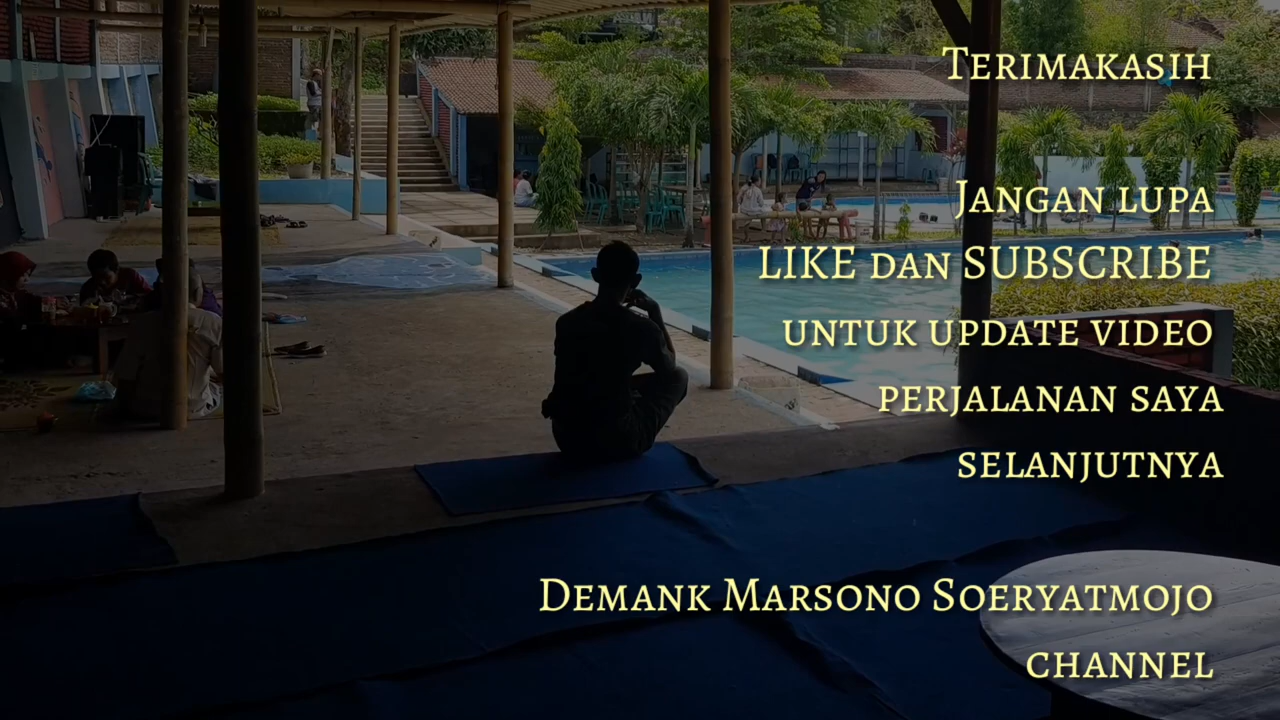 Terimakasih
Jangan lupa
LIKE dan SUBSCRIBE
untuk update video
perjalanan saya
selanjutnya
Demank Marsono Soeryatmojo
channel